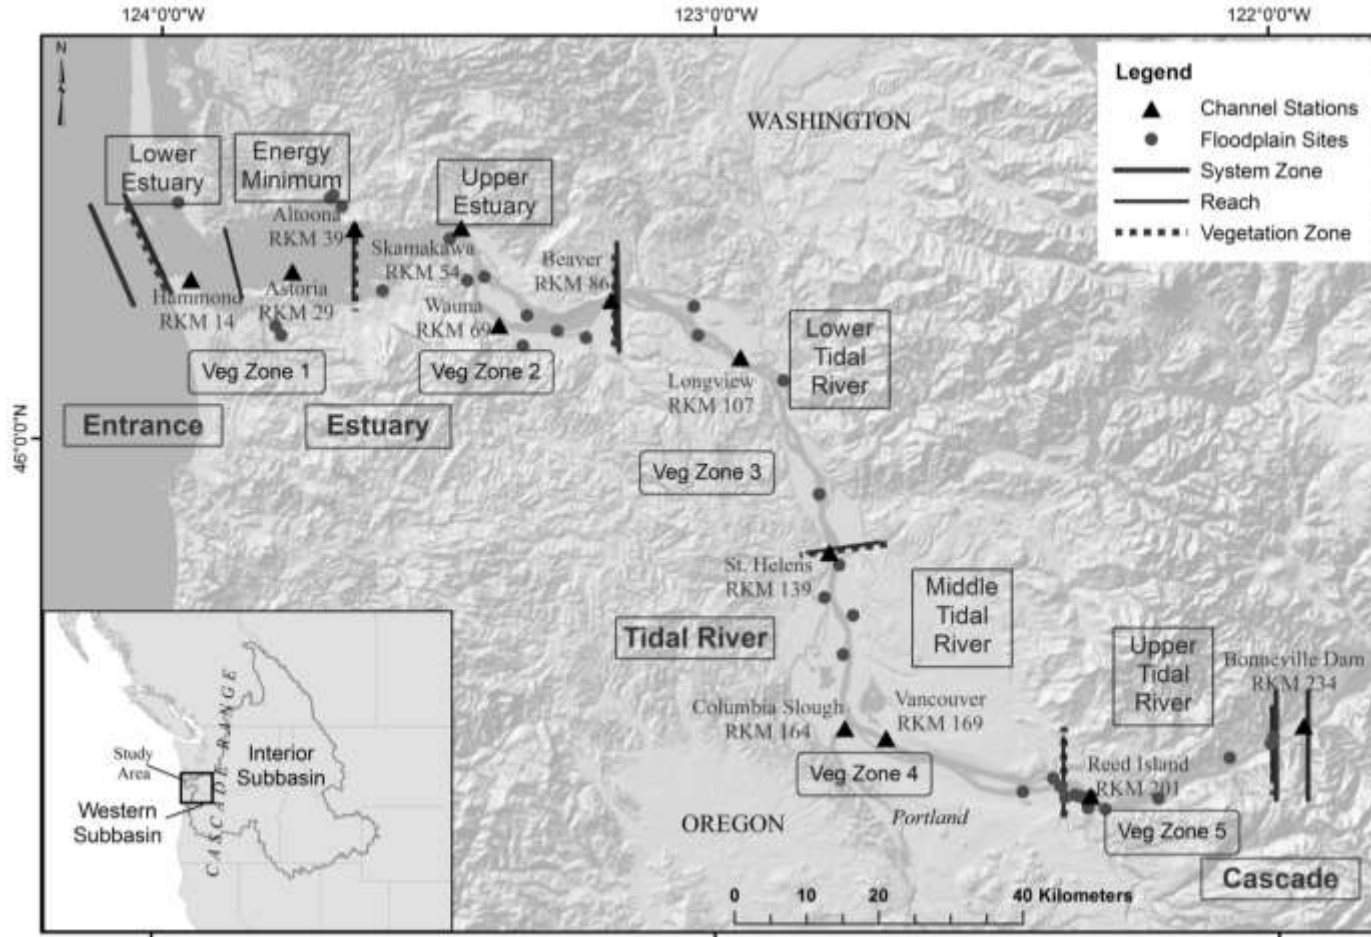 124°0'0"W
123°0'0"W
122°0'0"W
46°0'0"N
N
WASHINGTON
Legend
Channel Stations
Floodplain Sites
System Zone
Reach
Vegetation Zone
Lower
Estuary
Energy
Minimum
Upper
Estuary
Altoona
RKM 39
Skamakawa
RKM 54
Beaver
RKM 86
Hammond
RKM 14
Astoria
RKM 29
Wauna
RKM 69
Veg Zone 1
Veg Zone 2
Longview
RKM 107
Lower
Tidal
River
Entrance
Estuary
Veg Zone 3
St. Helens
RKM 139
Middle
Tidal
River
Tidal River
Upper
Tidal
River
Bonneville Dam
RKM 234
Columbia Slough
RKM 164
Vancouver
RKM 169
Veg Zone 4
Reed Island
RKM 201
Portland
OREGON
Veg Zone 5
Cascade
0 10 20 40 Kilometers
CASCADE RANGE
Study
Area
Interior
Subbasin
Western
Subbasin